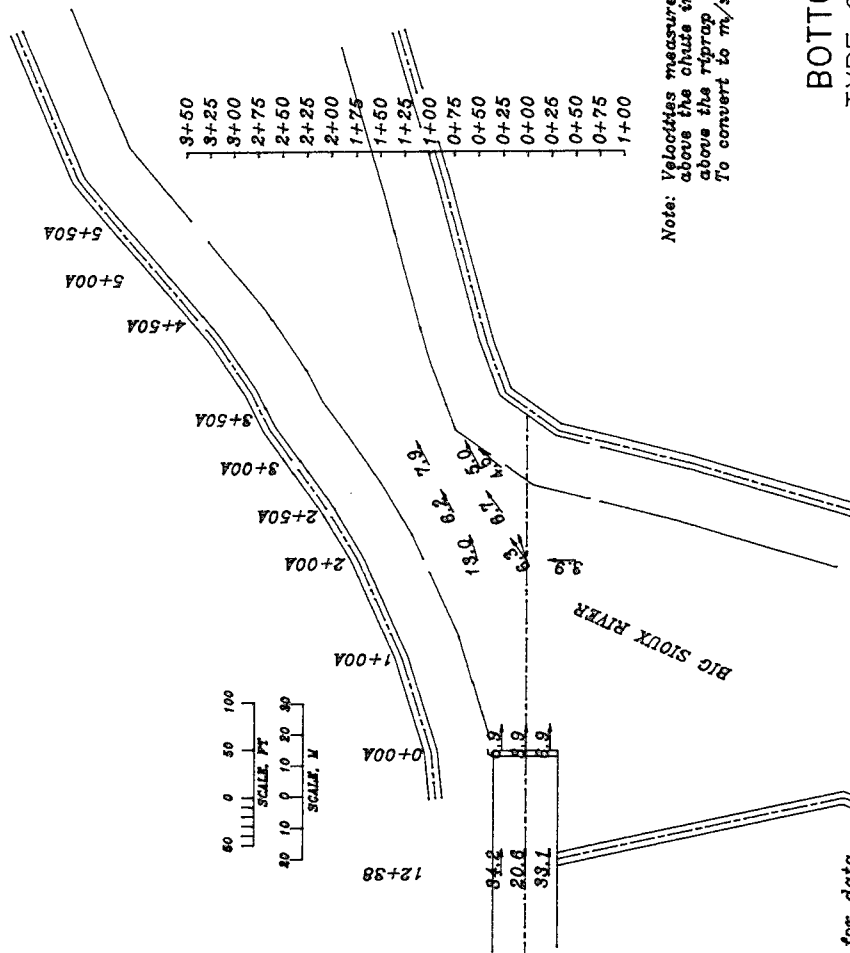 5+50A
5+00A
4+50A
3+50A
3+00A
2+50A
2+00A
1+00A
0+00A
12+38
3+50
3+25
3+00
2+75
2+50
2+25
2+00
1+75
1+50
1+25
1+00
0+75
0+50
0+25
0+00
0+25
0+50
0+75
1+00
7.9
6.2
5.0
6.7
13.0
6.3
3.9
BIG SIOUX RIVER
50 0 50 100
SCALE, FT
20 10 0 10 20 30
SCALE, M
6.9
34.2
20.6
33.1
Note: Velocities measure
above the chute i
above the riprap
To convert to m/s
BOTTO
TYPE
for data